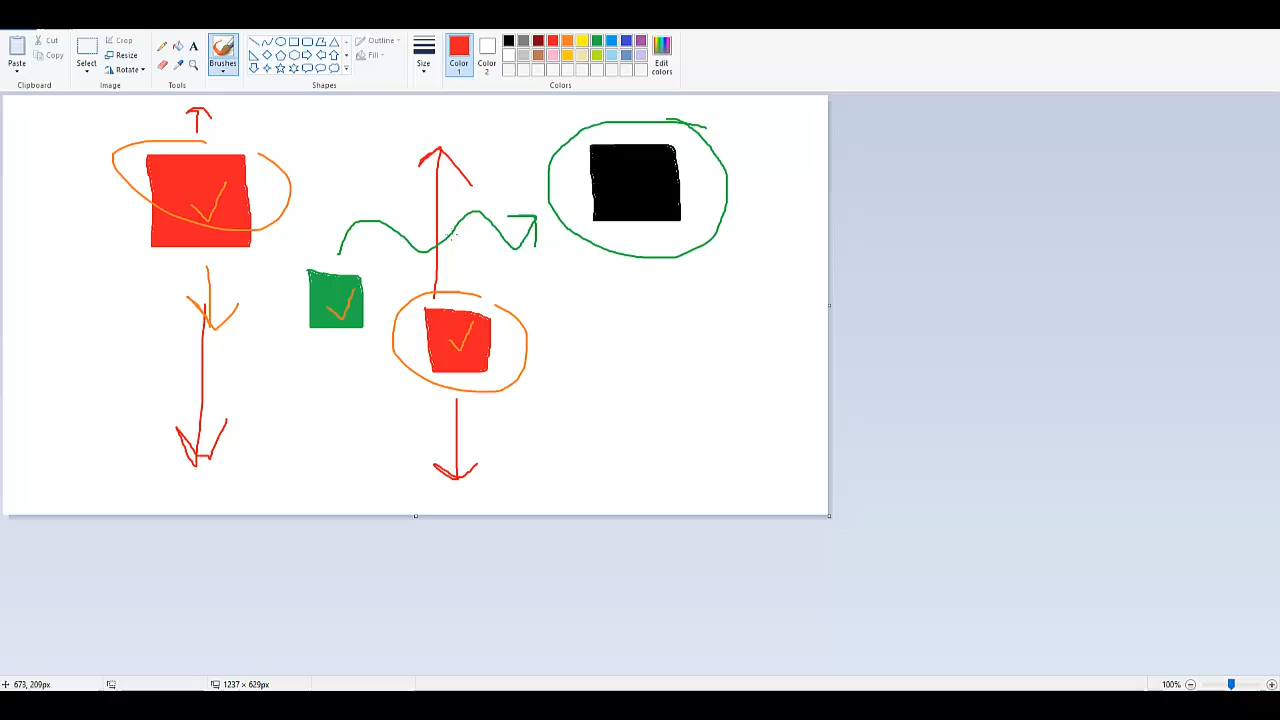 Cut
Copy
Paste
Clipboard
Crop
Resize
Rotate
Select
Image
A
Tools
Brushes
Outline
Fill
Shapes
Size
Color 1
Color 2
Edit colors
Colors
673, 209px
1237 × 629px
100%